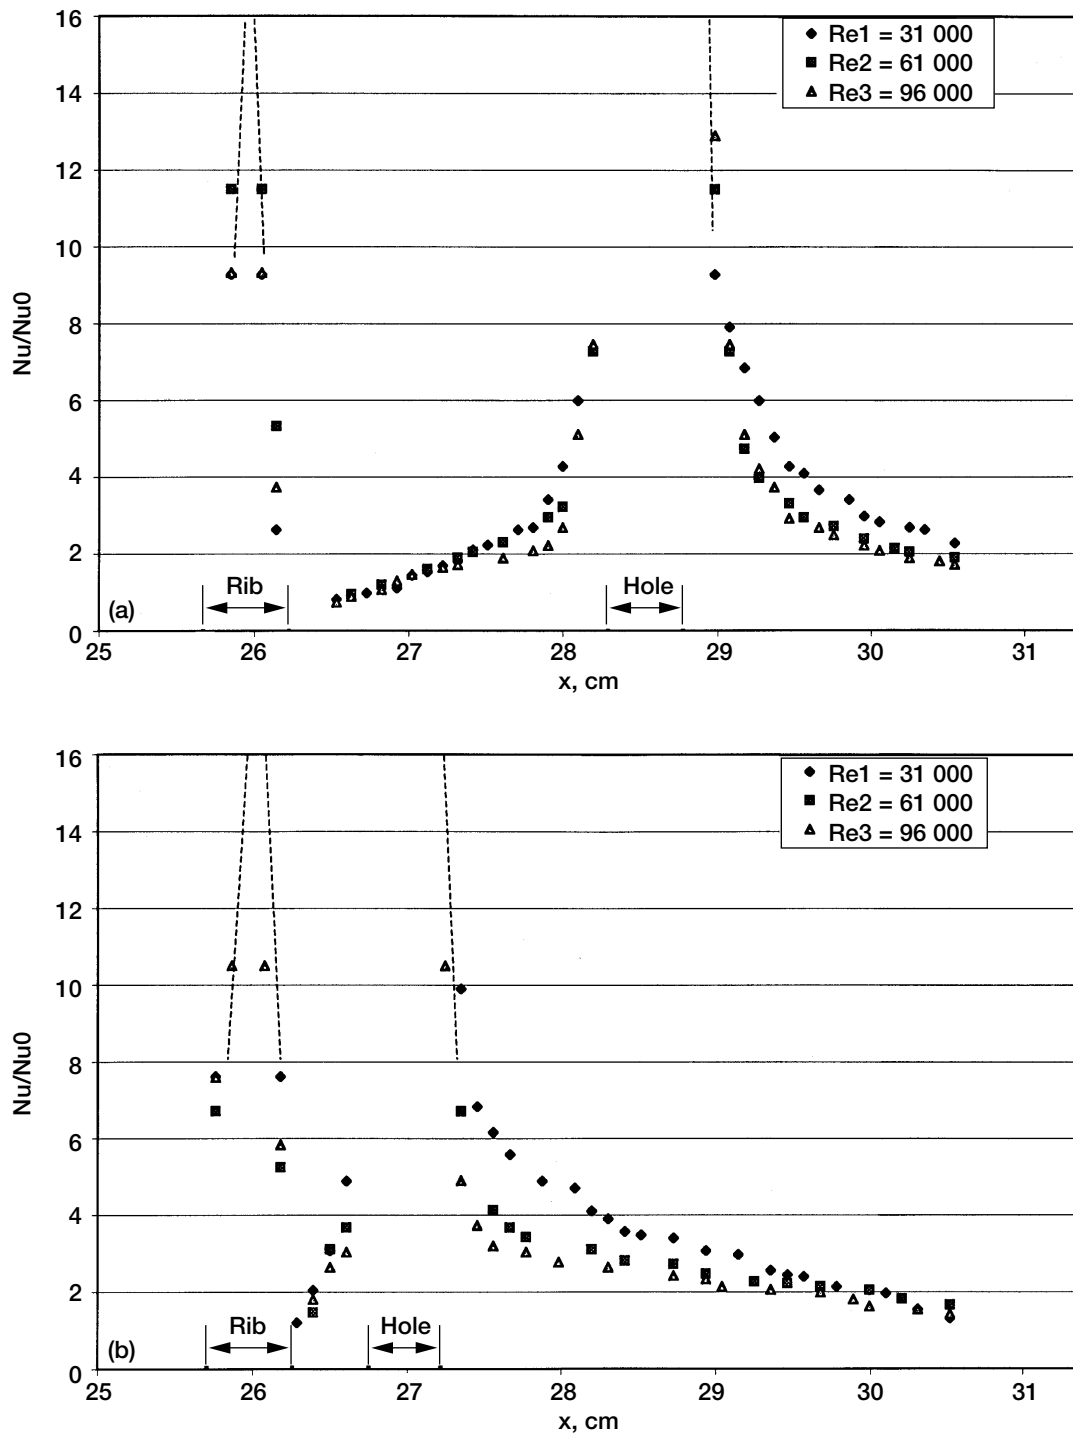 16
14
12
10
8
6
4
2
0
Nu/Nu0
Re1 = 31 000
Re2 = 61 000
Re3 = 96 000
Rib
Hole
(a)
25 26 27 28 29 30 31
x, cm
16
14
12
10
8
6
4
2
0
Nu/Nu0
Re1 = 31 000
Re2 = 61 000
Re3 = 96 000
Rib
Hole
(b)
25 26 27 28 29 30 31
x, cm